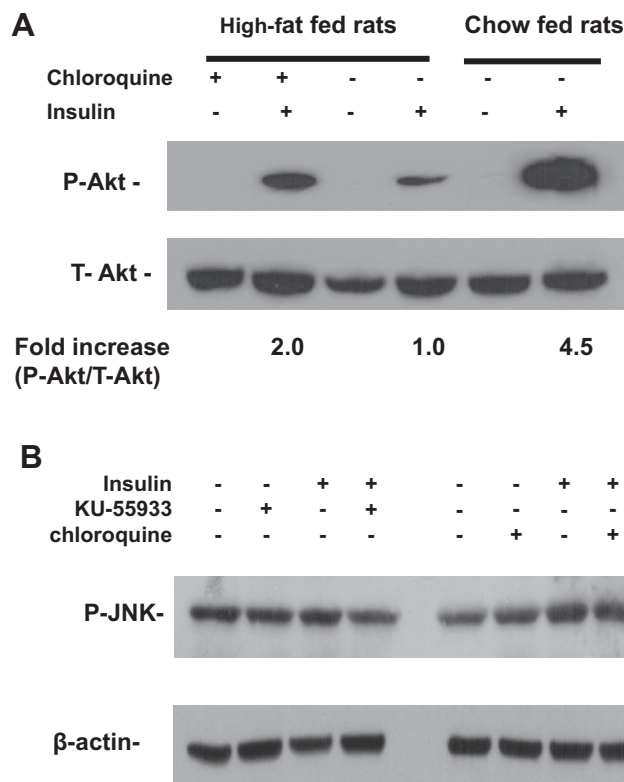 A
High-fat fed rats Chow fed rats
Chloroquine + + - - - -
Insulin - + - + - +
P-Akt -
T- Akt -
Fold increase 2.0 1.0 4.5
(P-Akt/T-Akt)
B
Insulin - - + + - - + +
KU-55933 - + - + - - - -
chloroquine - - - - - + - +
P-JNK-
β-actin-